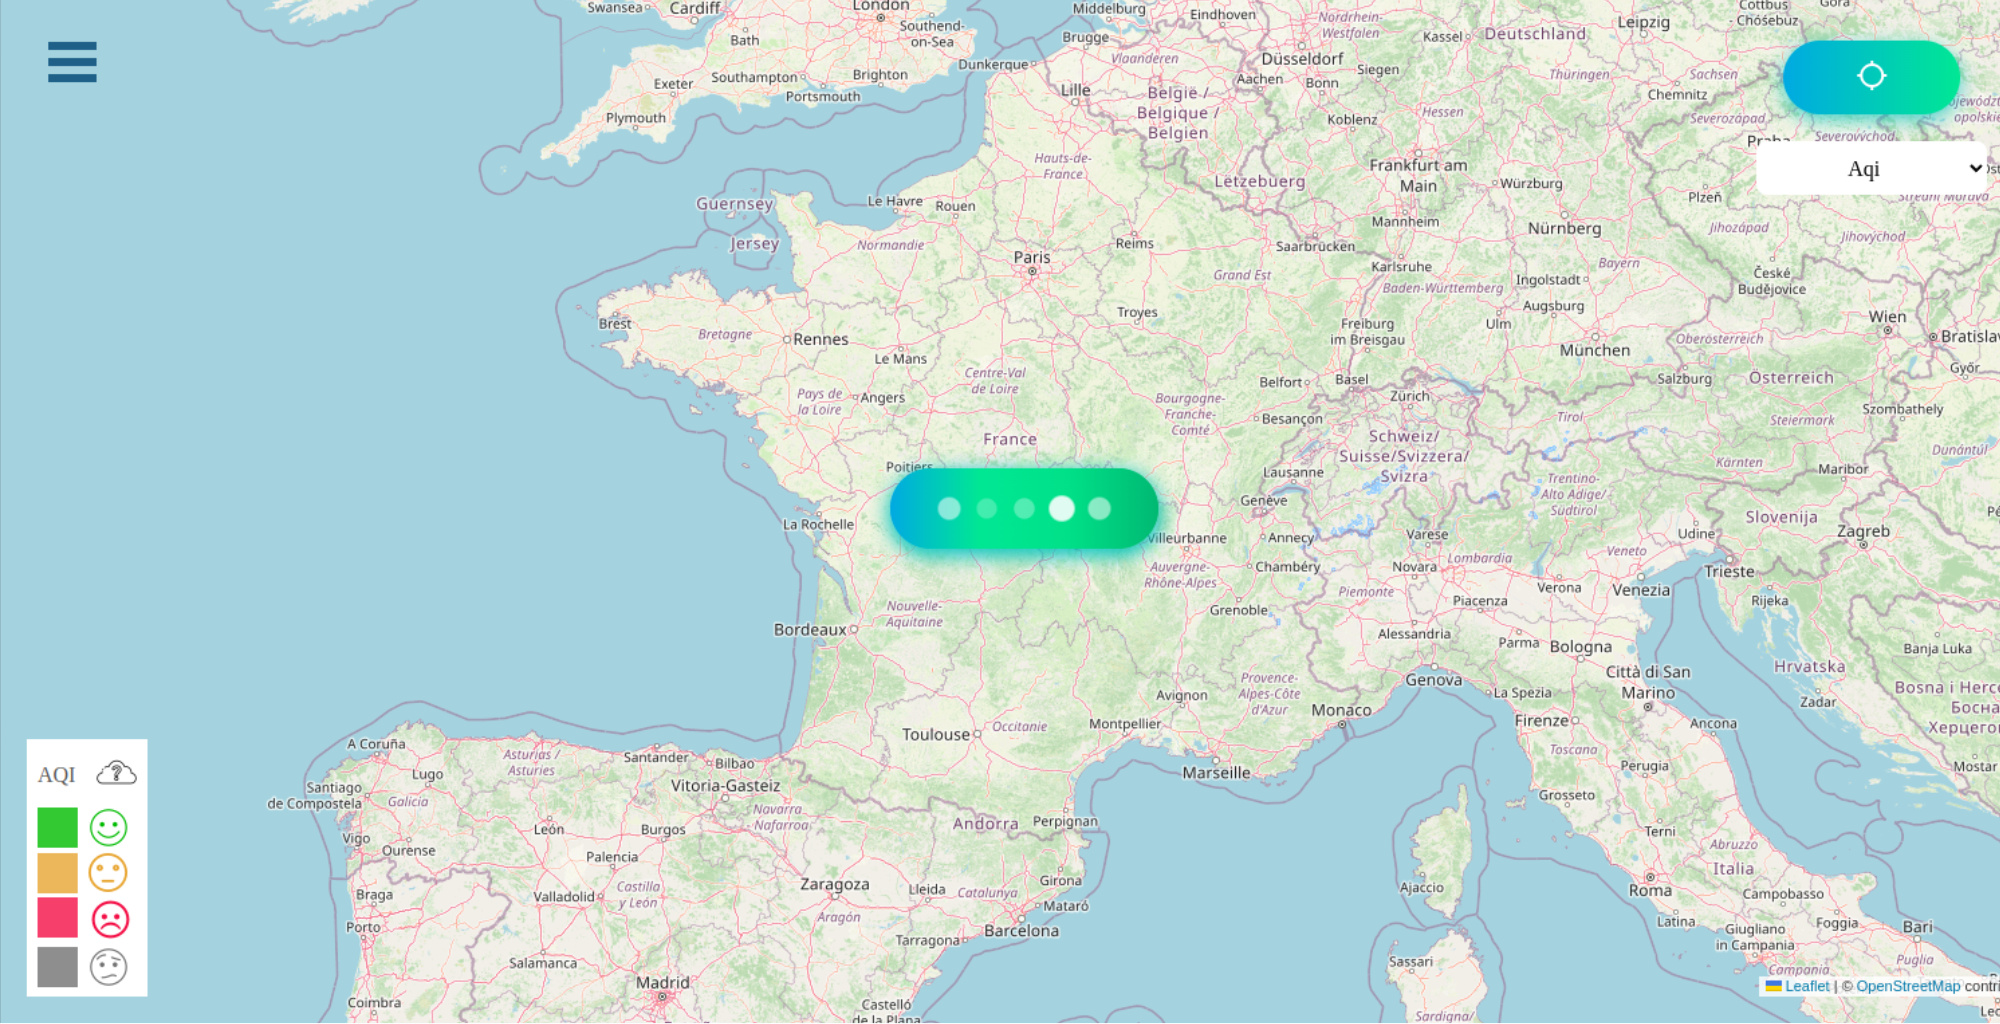 Swansea
Cardiff
London
Middelburg
Eindhoven
Nordrhein-
Westfalen
Kassel
Leipzig
Deutschland
Cottbus
- Chóśebuz
Bath
Southend-
on-Sea
Brugge
Vlaanderen
Düsseldorf
Aachen
Siegen
Thüringen
Sachsen
Chemnitz
Severozápad
Exeter
Southampton
Brighton
Portsmouth
Dunkerque
Lille
België /
Belgique /
Belgien
Bonn
Koblenz
Hessen
Plymouth
Praha
Severovýchod
Hauts-de-
France
Lëtzebuerg
Frankfurt am
Main
Würzburg
Aqi
Plzeň
Guernsey
Le Havre
Rouen
Mannheim
Nürnberg
Jihozápad
Jihovýchod
Jersey
Normandie
Reims
Saarbrücken
Paris
Grand Est
Karlsruhe
Baden-Württemberg
Ingolstadt
Bayern
České
Budějovice
Augsburg
Troyes
Brest
Bretagne
Rennes
Le Mans
Freiburg
im Breisgau
Ulm
München
Wien
Bratislav
Oberösterreich
Győr
Centre-Val
de Loire
Belfort
Basel
Salzburg
Österreich
Pays de
la Loire
Angers
Bourgogne-
Franche-
Comté
Besançon
Zürich
Tirol
Steiermark
Szombathely
France
Schweiz/
Suisse/Svizzera/
Svizra
Dunántúl
Poitiers
Lausanne
Kärnten
Maribor
Trentino-
Alto Adige/
Südtirol
Genève
La Rochelle
Slovenija
Zagreb
Villeurbanne
Annecy
Varese
Udine
Lombardia
Veneto
Auvergne-
Rhône-Alpes
Chambéry
Novara
Trieste
Piemonte
Verona
Venezia
Rijeka
Nouvelle-
Aquitaine
Grenoble
Piacenza
Bordeaux
Alessandria
Parma
Bologna
Banja Luka
Hrvatska
Città di San
Marino
Provence-
Alpes-Côte
d'Azur
Genova
La Spezia
Avignon
Monaco
Firenze
Ancona
Zadar
Bosna i Herce
Босна
Херцегов
Toulouse
Occitanie
Montpellier
Toscana
Perugia
Mostar
A Coruña
Asturias /
Asturies
Santander
Bilbao
Marseille
Grosseto
AQI
?
Lugo
Santiago
de Compostela
Galicia
Vitoria-Gasteiz
Navarra -
Nafarroa
Andorra
Perpignan
León
Burgos
Vigo
Ourense
Terni
Abruzzo
Italia
Palencia
Castilla
y León
Valladolid
Zaragoza
Lleida
Catalunya
Girona
Ajaccio
Roma
Campobasso
Braga
Mataró
Aragón
Barcelona
Latina
Giugliano
in Campania
Foggia
Bari
Porto
Tarragona
Salamanca
Sassari
Campania
Puglia
Madrid
Leaflet | © OpenStreetMap contri
Coimbra
Castelló
de la Plana
Sardigna/